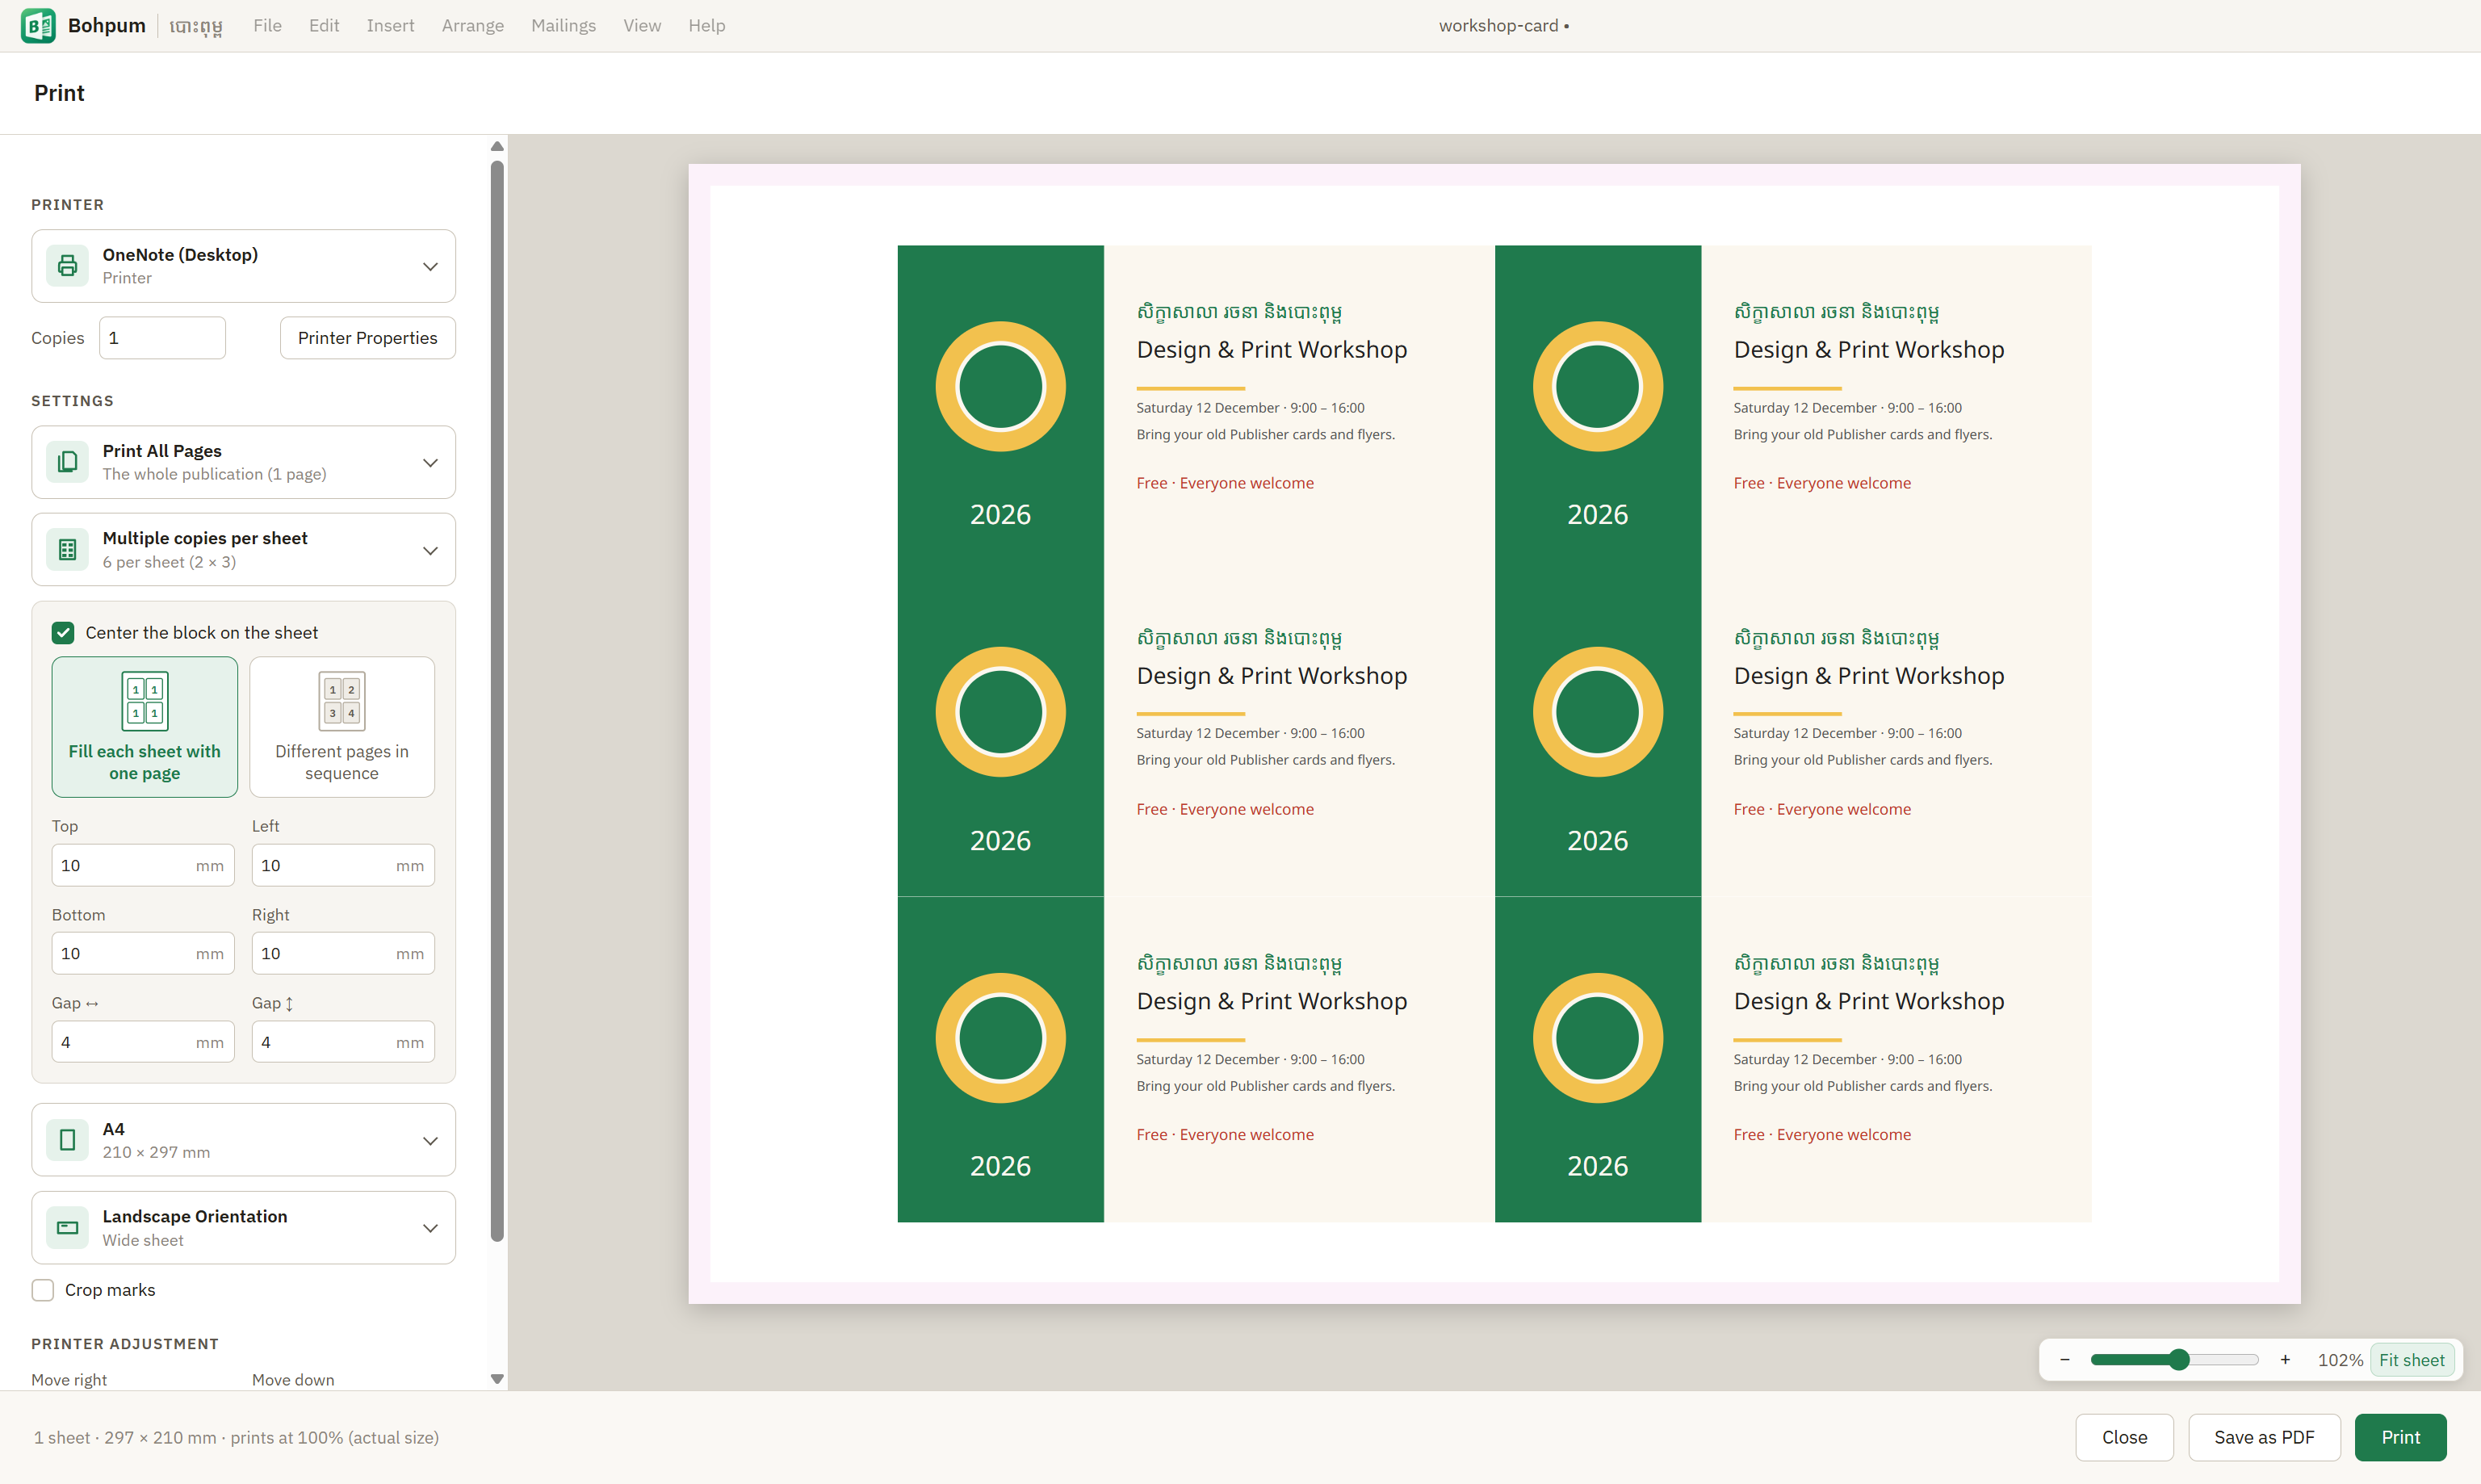 Bohpum
បោះពុម្ព
File Edit Insert Arrange Mailings View Help
workshop-card •
Print
PRINTER
OneNote (Desktop)
Printer
Copies 1 Printer Properties
SETTINGS
Print All Pages
The whole publication (1 page)
Multiple copies per sheet
6 per sheet (2 × 3)
Center the block on the sheet
1 1
1 1
Fill each sheet with
one page
1 2
3 4
Different pages in
sequence
Top Left
10 mm 10 mm
Bottom Right
10 mm 10 mm
Gap ↔ Gap ↕
4 mm 4 mm
A4
210 × 297 mm
Landscape Orientation
Wide sheet
Crop marks
PRINTER ADJUSTMENT
Move right Move down
សិក្ខាសាលា រចនា និងបោះពុម្ព
Design & Print Workshop
Saturday 12 December · 9:00 – 16:00
Bring your old Publisher cards and flyers.
Free · Everyone welcome
2026
សិក្ខាសាលា រចនា និងបោះពុម្ព
Design & Print Workshop
Saturday 12 December · 9:00 – 16:00
Bring your old Publisher cards and flyers.
Free · Everyone welcome
2026
សិក្ខាសាលា រចនា និងបោះពុម្ព
Design & Print Workshop
Saturday 12 December · 9:00 – 16:00
Bring your old Publisher cards and flyers.
Free · Everyone welcome
2026
សិក្ខាសាលា រចនា និងបោះពុម្ព
Design & Print Workshop
Saturday 12 December · 9:00 – 16:00
Bring your old Publisher cards and flyers.
Free · Everyone welcome
2026
សិក្ខាសាលា រចនា និងបោះពុម្ព
Design & Print Workshop
Saturday 12 December · 9:00 – 16:00
Bring your old Publisher cards and flyers.
Free · Everyone welcome
2026
សិក្ខាសាលា រចនា និងបោះពុម្ព
Design & Print Workshop
Saturday 12 December · 9:00 – 16:00
Bring your old Publisher cards and flyers.
Free · Everyone welcome
2026
− + 102% Fit sheet
1 sheet · 297 × 210 mm · prints at 100% (actual size)
Close Save as PDF Print